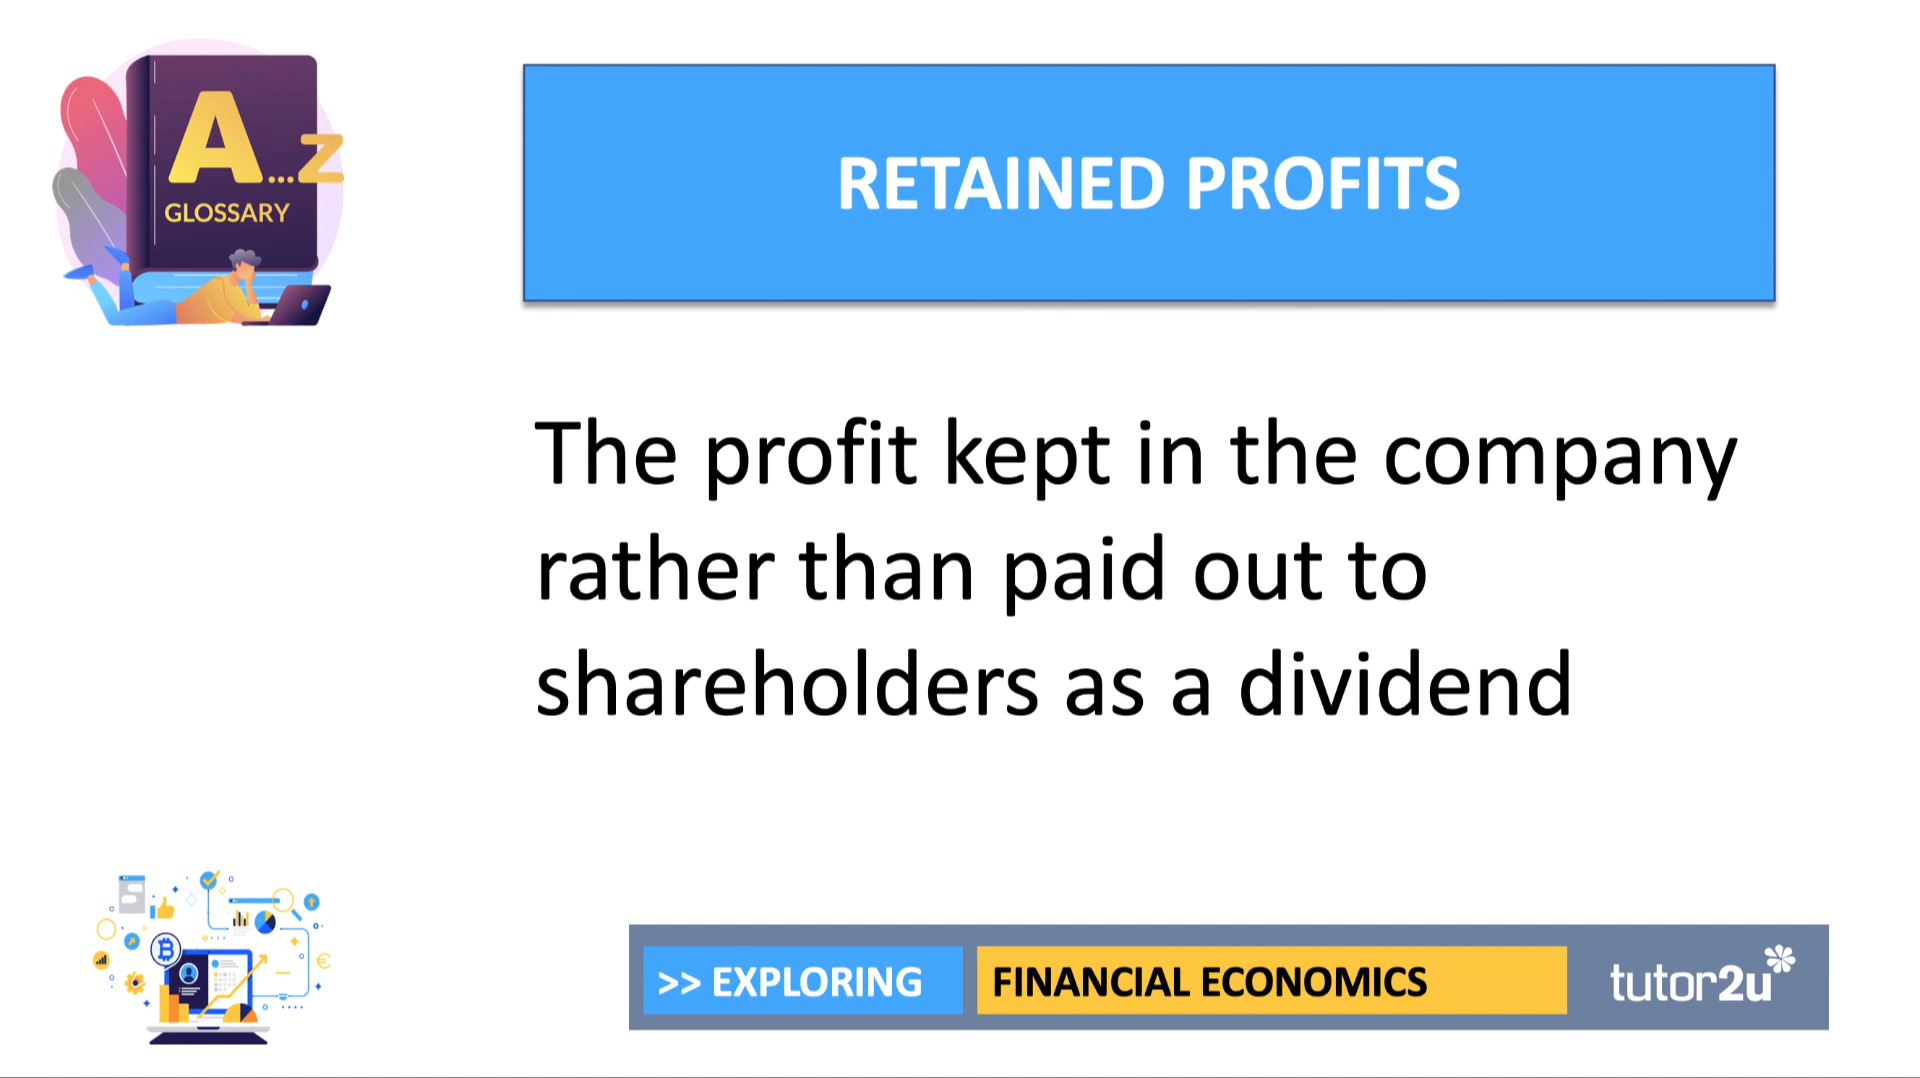 A...Z
GLOSSARY
RETAINED PROFITS
The profit kept in the company
rather than paid out to
shareholders as a dividend
>> EXPLORING
FINANCIAL ECONOMICS
tutor2u